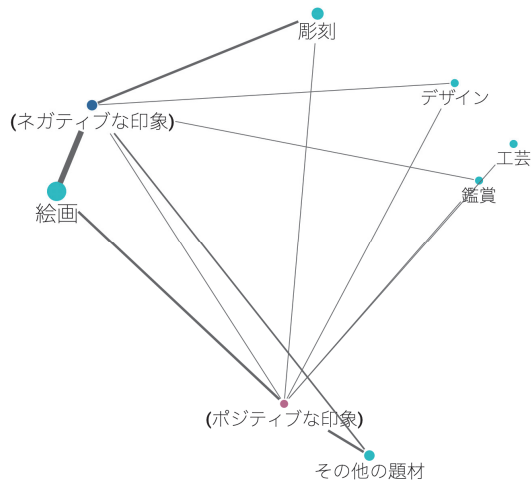 彫刻
デザイン
(ネガティブな印象)
工芸
鑑賞
絵画
(ポジティブな印象)
その他の題材